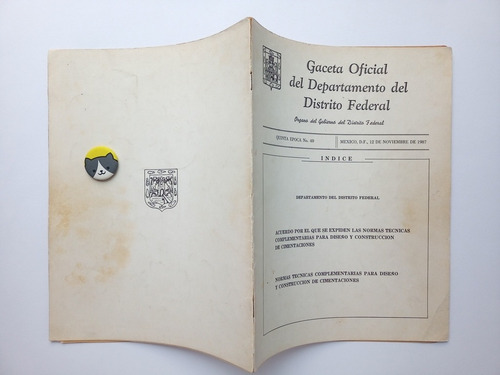 Gaceta Oficial
del Departamento del
Distrito Federal
Organo del Gobierno del Distrito Federal
QUINTA EPOCA No. 40 MEXICO, D.F., 12 DE NOVIEMBRE DE 1987
INDICE
DEPARTAMENTO DEL DISTRITO FEDERAL
ACUERDO POR EL QUE SE EXPIDEN LAS NORMAS TECNICAS
COMPLEMENTARIAS PARA DISEÑO Y CONSTRUCCION
DE CIMENTACIONES
NORMAS TECNICAS COMPLEMENTARIAS PARA DISEÑO
Y CONSTRUCCION DE CIMENTACIONES